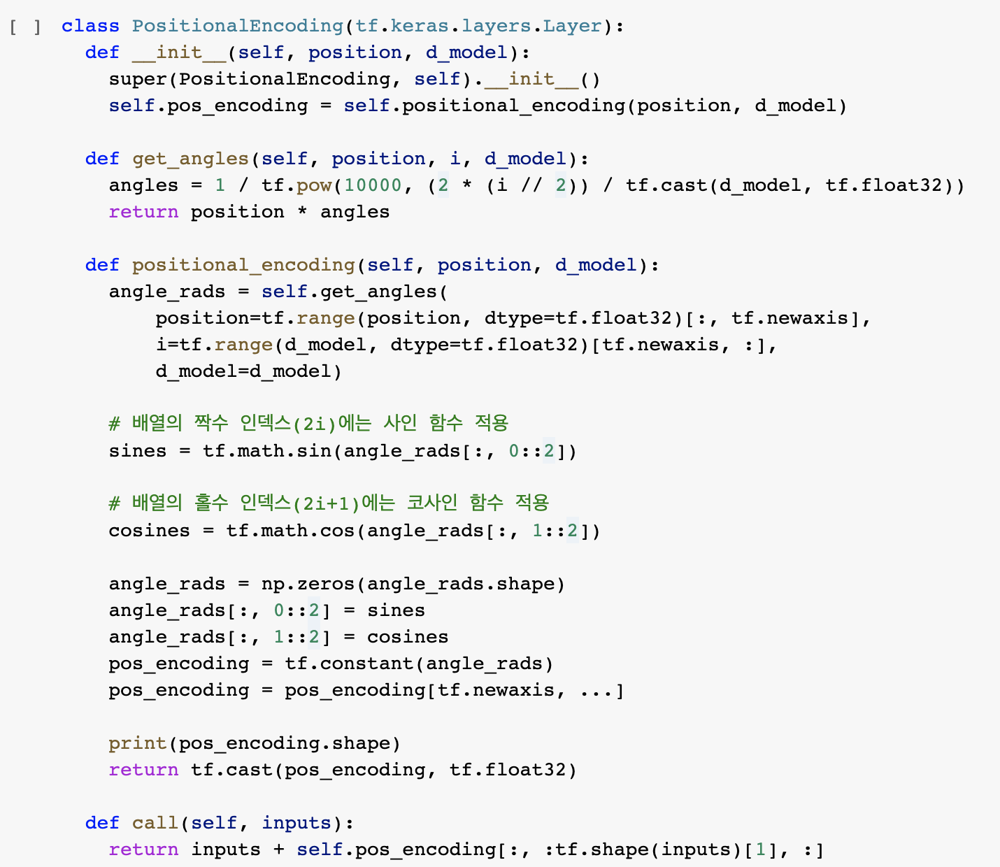 [ ] class PositionalEncoding(tf.keras.layers.Layer):
  def __init__(self, position, d_model):
    super(PositionalEncoding, self).__init__()
    self.pos_encoding = self.positional_encoding(position, d_model)

  def get_angles(self, position, i, d_model):
    angles = 1 / tf.pow(10000, (2 * (i // 2)) / tf.cast(d_model, tf.float32))
    return position * angles

  def positional_encoding(self, position, d_model):
    angle_rads = self.get_angles(
        position=tf.range(position, dtype=tf.float32)[:, tf.newaxis],
        i=tf.range(d_model, dtype=tf.float32)[tf.newaxis, :],
        d_model=d_model)

    # 배열의 짝수 인덱스(2i)에는 사인 함수 적용
    sines = tf.math.sin(angle_rads[:, 0::2])

    # 배열의 홀수 인덱스(2i+1)에는 코사인 함수 적용
    cosines = tf.math.cos(angle_rads[:, 1::2])

    angle_rads = np.zeros(angle_rads.shape)
    angle_rads[:, 0::2] = sines
    angle_rads[:, 1::2] = cosines
    pos_encoding = tf.constant(angle_rads)
    pos_encoding = pos_encoding[tf.newaxis, ...]

    print(pos_encoding.shape)
    return tf.cast(pos_encoding, tf.float32)

  def call(self, inputs):
    return inputs + self.pos_encoding[:, :tf.shape(inputs)[1], :]